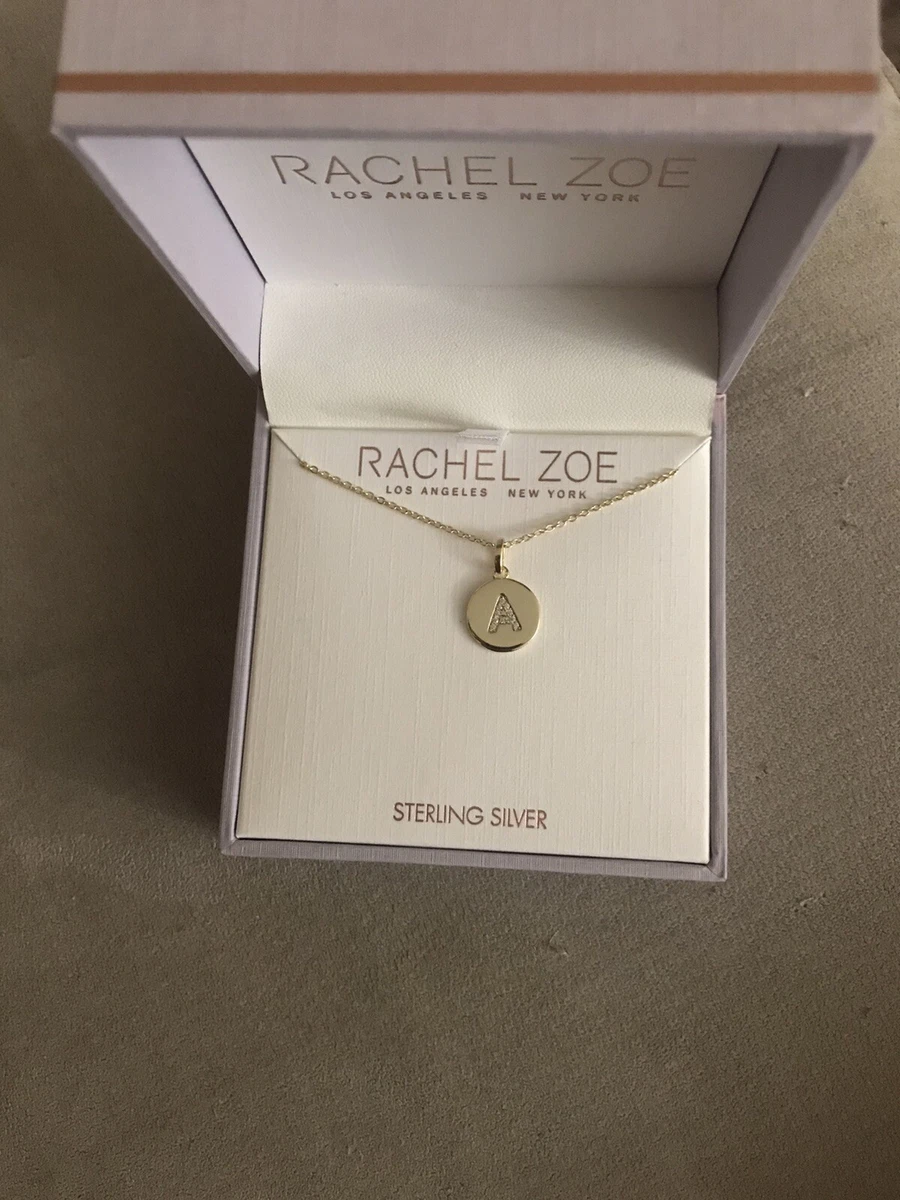 RACHEL ZOE
LOS ANGELES NEW YORK
RACHEL ZOE
LOS ANGELES NEW YORK
A
STERLING SILVER